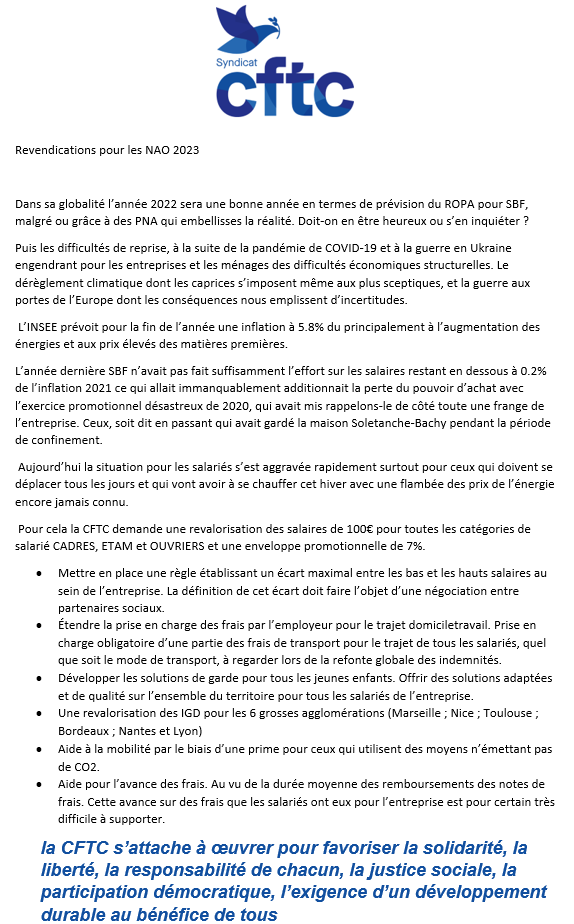 Syndicat
cftc
Revendications pour les NAO 2023
Dans sa globalité l’année 2022 sera une bonne année en termes de prévision du ROPA pour SBF,
malgré ou grâce à des PNA qui embellisses la réalité. Doit-on en être heureux ou s’en inquiéter ?
Puis les difficultés de reprise, à la suite de la pandémie de COVID-19 et à la guerre en Ukraine
engendrant pour les entreprises et les ménages des difficultés économiques structurelles. Le
dérèglement climatique dont les caprices s’imposent même aux plus sceptiques, et la guerre aux
portes de l’Europe dont les conséquences nous emplissent d’incertitudes.
L’INSEE prévoit pour la fin de l’année une inflation à 5.8% du principalement à l’augmentation des
énergies et aux prix élevés des matières premières.
L’année dernière SBF n’avait pas fait suffisamment l’effort sur les salaires restant en dessous à 0.2%
de l’inflation 2021 ce qui allait immanquablement additionnait la perte du pouvoir d’achat avec
l’exercice promotionnel désastreux de 2020, qui avait mis rappelons-le de côté toute une frange de
l’entreprise. Ceux, soit dit en passant qui avait gardé la maison Soletanche-Bachy pendant la période
de confinement.
Aujourd’hui la situation pour les salariés s’est aggravée rapidement surtout pour ceux qui doivent se
déplacer tous les jours et qui vont avoir à se chauffer cet hiver avec une flambée des prix de l’énergie
encore jamais connu.
Pour cela la CFTC demande une revalorisation des salaires de 100€ pour toutes les catégories de
salarié CADRES, ETAM et OUVRIERS et une enveloppe promotionnelle de 7%.
• Mettre en place une règle établissant un écart maximal entre les bas et les hauts salaires au
sein de l’entreprise. La définition de cet écart doit faire l’objet d’une négociation entre
partenaires sociaux.
• Étendre la prise en charge des frais par l’employeur pour le trajet domiciletravail. Prise en
charge obligatoire d’une partie des frais de transport pour le trajet de tous les salariés, quel
que soit le mode de transport, à regarder lors de la refonte globale des indemnités.
• Développer les solutions de garde pour tous les jeunes enfants. Offrir des solutions adaptées
et de qualité sur l’ensemble du territoire pour tous les salariés de l’entreprise.
• Une revalorisation des IGD pour les 6 grosses agglomérations (Marseille ; Nice ; Toulouse ;
Bordeaux ; Nantes et Lyon)
• Aide à la mobilité par le biais d’une prime pour ceux qui utilisent des moyens n’émettant pas
de CO2.
• Aide pour l’avance des frais. Au vu de la durée moyenne des remboursements des notes de
frais. Cette avance sur des frais que les salariés ont eux pour l’entreprise est pour certain très
difficile à supporter.
la CFTC s’attache à œuvrer pour favoriser la solidarité, la
liberté, la responsabilité de chacun, la justice sociale, la
participation démocratique, l’exigence d’un développement
durable au bénéfice de tous